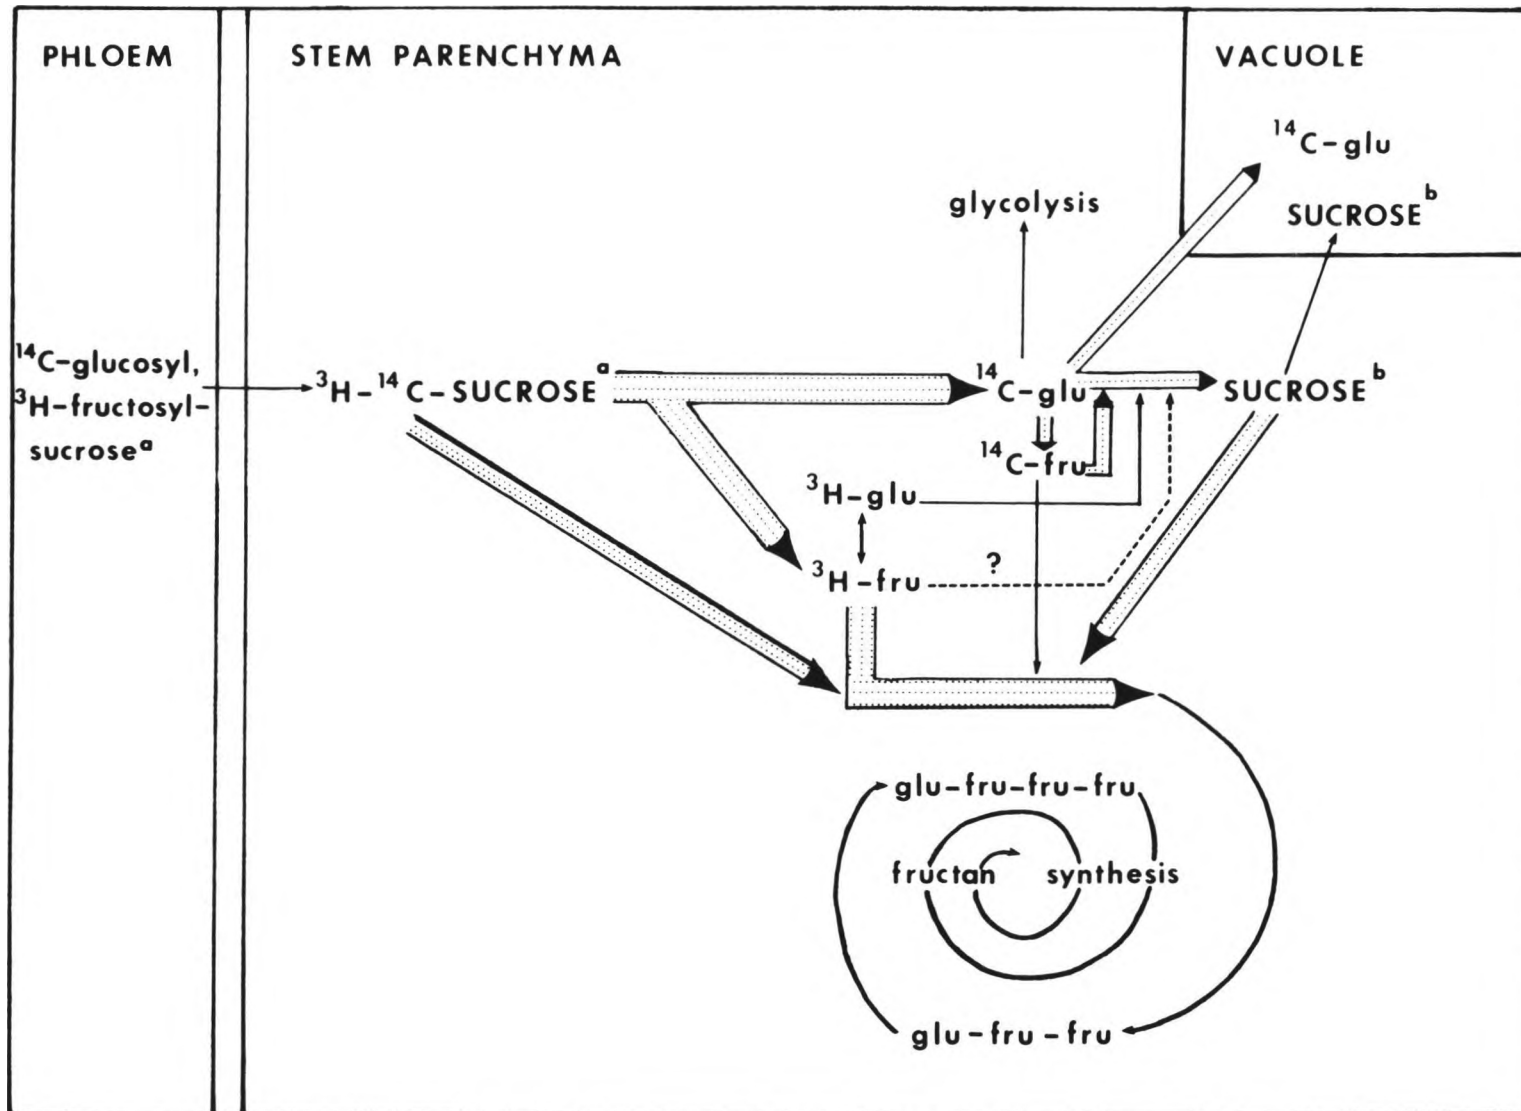 PHLOEM
STEM PARENCHYMA
VACUOLE
¹⁴C-glu
SUCROSEᵇ
glycolysis
¹⁴C-glucosyl,
³H-fructosyl-
sucroseᵃ
³H-¹⁴C-SUCROSEᵃ
¹⁴C-glu
SUCROSEᵇ
¹⁴C-fru
³H-glu
³H-fru
?
glu-fru-fru-fru
fructan synthesis
glu-fru-fru